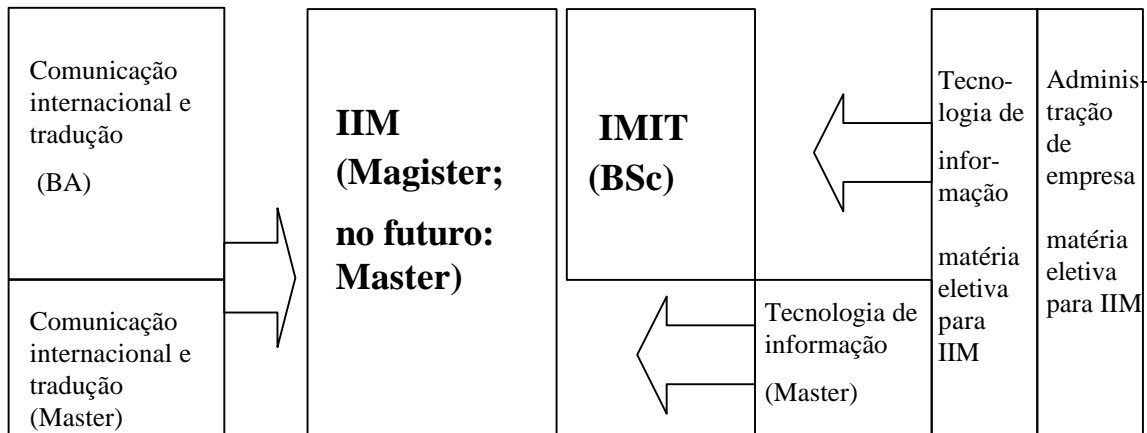 Comunicação
internacional e
tradução
(BA)
Comunicação
internacional e
tradução
(Master)
IIM
(Magister;
no futuro:
Master)
IMIT
(BSc)
Tecnologia de
informação
(Master)
Tecno-
logia de
infor-
mação
matéria
eletiva
para
IIM
Adminis-
tração
de
empresa
matéria
eletiva
para IIM